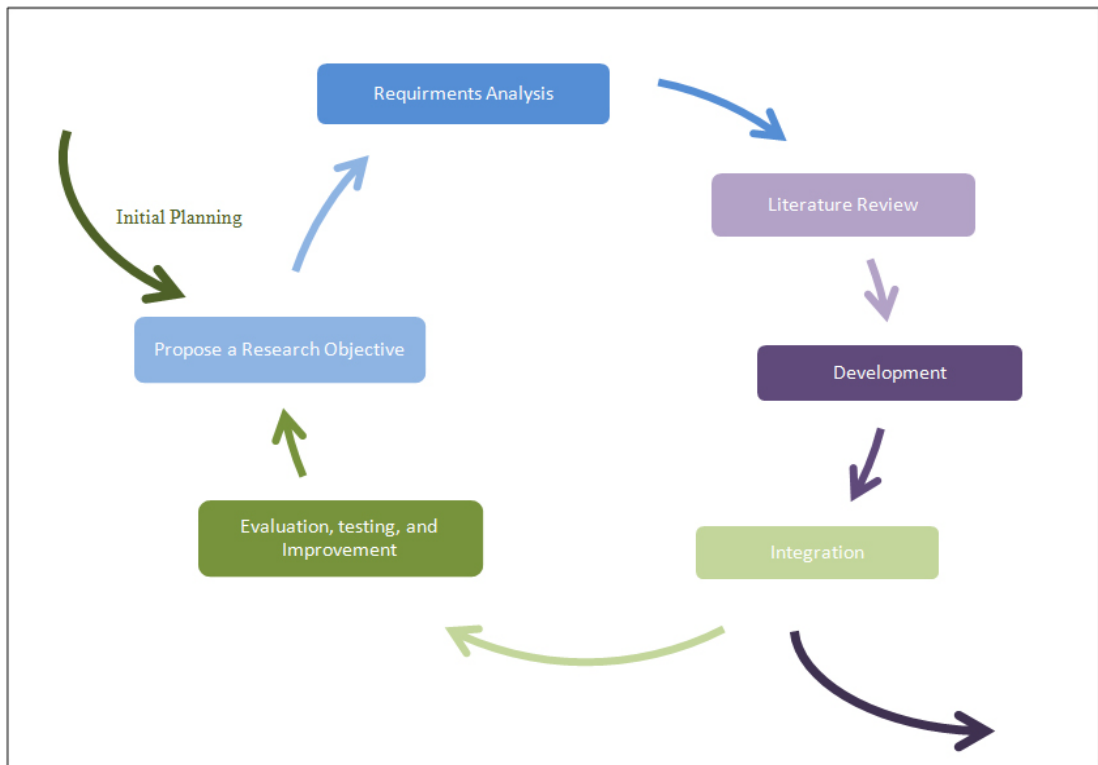 Requirments Analysis
Literature Review
Initial Planning
Propose a Research Objective
Development
Evaluation, testing, and
Improvement
Integration